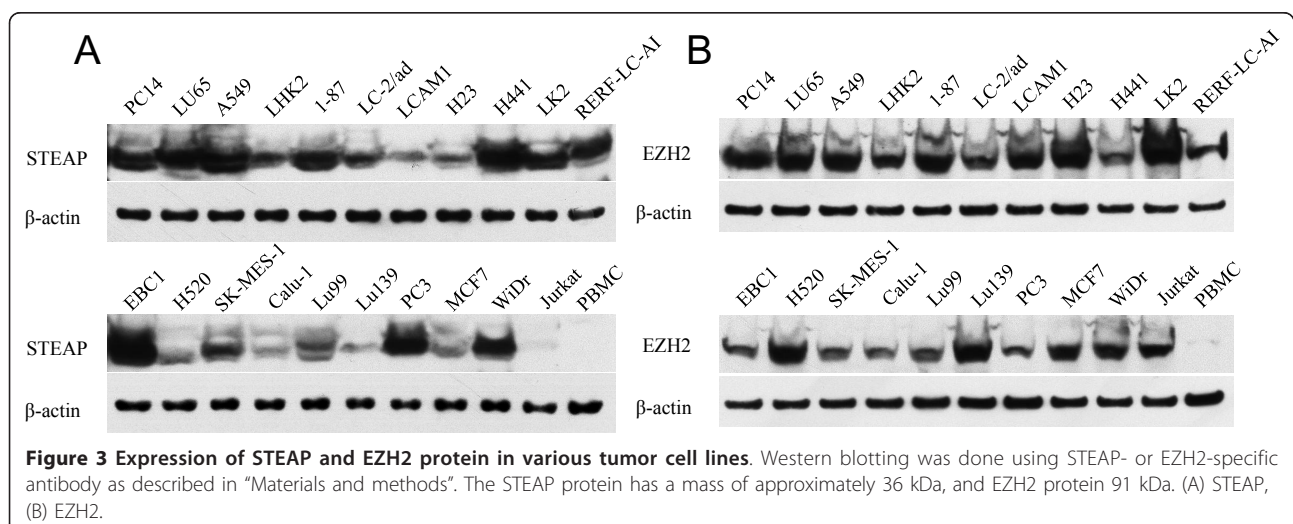 A
PC14 LU65 A549 LHK2 1-87 LC-2/ad LCAM1 H23 H441 LK2 RERF-LC-AI
STEAP
β-actin
EBC1 H520 SK-MES-1 Calu-1 Lu99 Lu139 PC3 MCF7 WiDr Jurkat PBMC
STEAP
β-actin
B
PC14 LU65 A549 LHK2 1-87 LC-2/ad LCAM1 H23 H441 LK2 RERF-LC-AI
EZH2
β-actin
EBC1 H520 SK-MES-1 Calu-1 Lu99 Lu139 PC3 MCF7 WiDr Jurkat PBMC
EZH2
β-actin
Figure 3 Expression of STEAP and EZH2 protein in various tumor cell lines. Western blotting was done using STEAP- or EZH2-specific
antibody as described in “Materials and methods”. The STEAP protein has a mass of approximately 36 kDa, and EZH2 protein 91 kDa. (A) STEAP,
(B) EZH2.